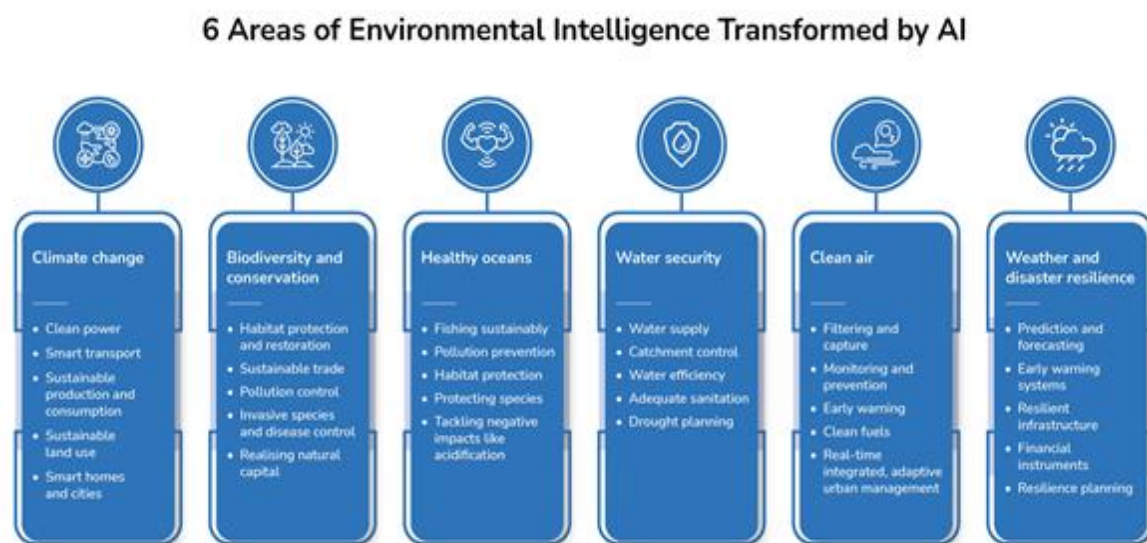 6 Areas of Environmental Intelligence Transformed by AI
Climate change
• Clean power
• Smart transport
• Sustainable
production and
consumption
• Sustainable
land use
• Smart homes
and cities
Biodiversity and
conservation
• Habitat protection
and restoration
• Sustainable trade
• Pollution control
• Invasive species
and disease control
• Realising natural
capital
Healthy oceans
• Fishing sustainably
• Pollution prevention
• Habitat protection
• Protecting species
• Tackling negative
impacts like
acidification
Water security
• Water supply
• Catchment control
• Water efficiency
• Adequate sanitation
• Drought planning
Clean air
• Filtering and
capture
• Monitoring and
prevention
• Early warning
• Clean fuels
• Real-time
integrated, adaptive
urban management
Weather and
disaster resilience
• Prediction and
forecasting
• Early warning
systems
• Resilient
infrastructure
• Financial
instruments
• Resilience planning